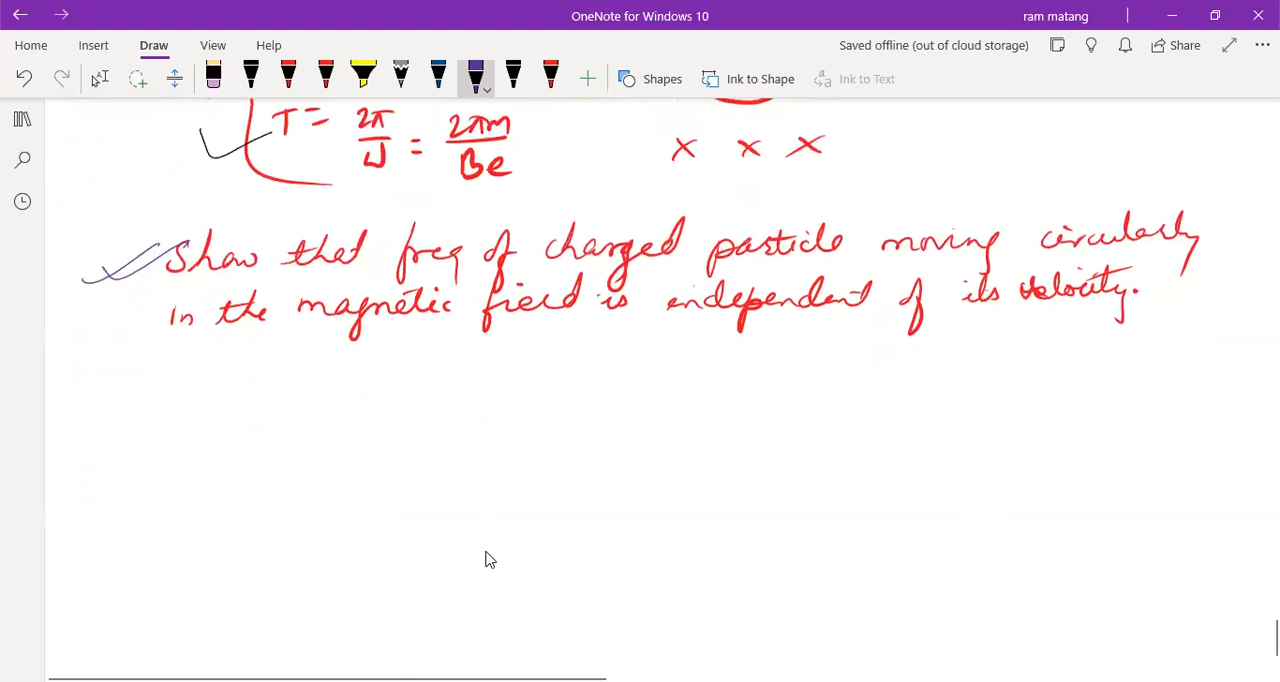 OneNote for Windows 10
ram matang
Home Insert Draw View Help
Saved offline (out of cloud storage)
Share
Shapes
Ink to Shape
Ink to Text
T = 2π/ω = 2πm/Be
x x x
Show that freq of charged particle moving circularly
in the magnetic field is independent of its velocity.